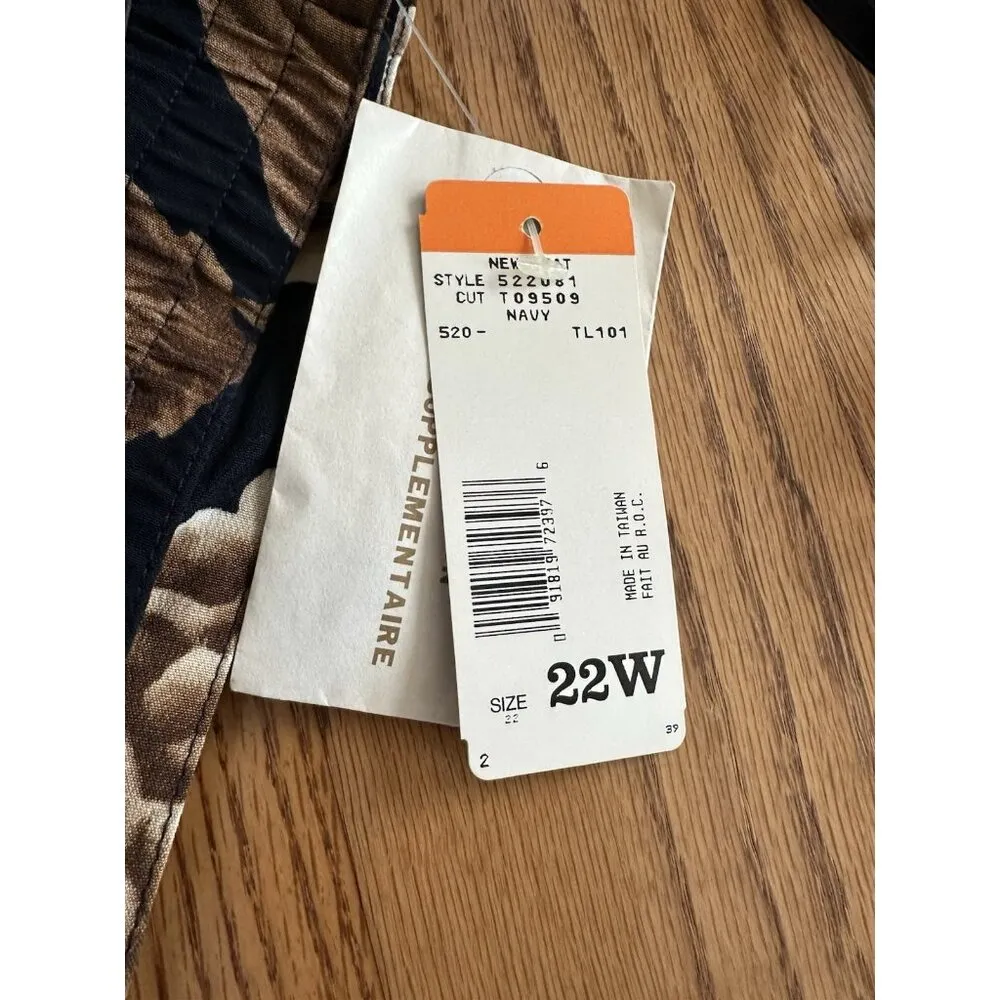 STYLE 522081
CUT T09509
NAVY
520- TL101
SUPPLEMENTAIRE
0 91819 72397 6
MADE IN TAIWAN
FAIT AU R.O.C.
SIZE 22W
22
2 39